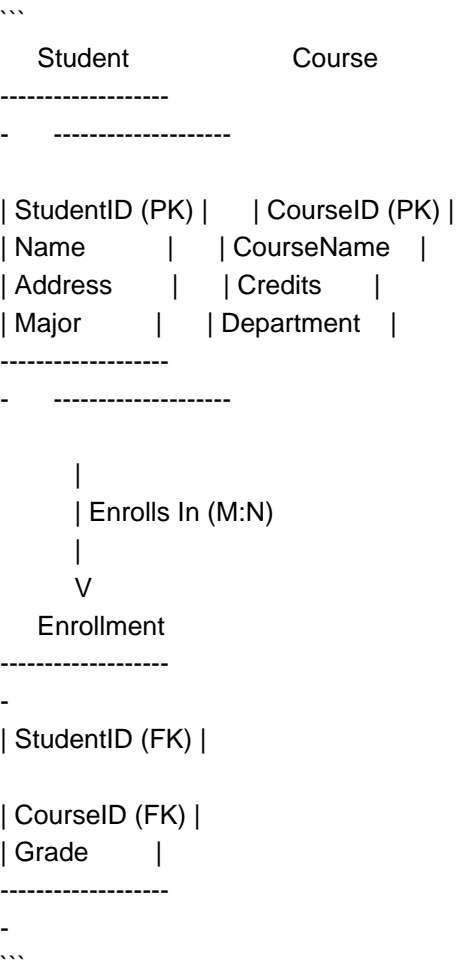 ```
Student Course
-------------------
- --------------------
| StudentID (PK) | | CourseID (PK) |
| Name | | CourseName |
| Address | | Credits |
| Major | | Department |
-------------------
- --------------------
|
| Enrolls In (M:N)
|
V
Enrollment
-------------------
-
| StudentID (FK) |
| CourseID (FK) |
| Grade |
-------------------
-
```